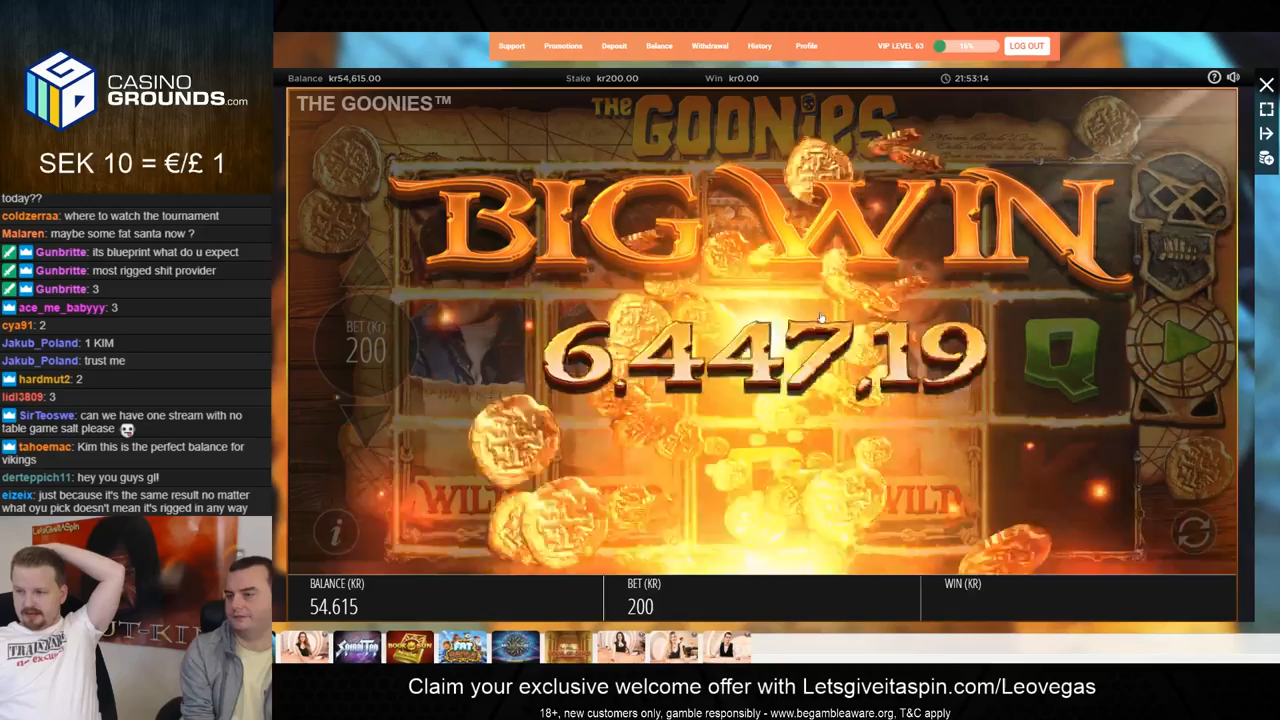 CASINO
GROUNDS.com
SEK 10 = €/£ 1
today??
coldzerraa: where to watch the tournament
Malaren: maybe some fat santa now ?
Gunbritte: its blueprint what do u expect
Gunbritte: most rigged shit provider
Gunbritte: 3
ace_me_babyyy: 3
cya91: 2
Jakub_Poland: 1 KIM
Jakub_Poland: trust me
hardmut2: 2
lidl3809: 3
SirTeoswe: can we have one stream with no
table game salt please
tahoemac: Kim this is the perfect balance for
vikings
derteppich11: hey you guys gl!
eizeix: just because it's the same result no matter
what oyu pick doesn't mean it's rigged in any way
LetsGiveItASpin
Support Promotions Deposit Balance Withdrawal History Profile VIP LEVEL 63 15% LOG OUT
Balance kr54,615.00 Stake kr200.00 Win kr0.00 21:53:14
THE GOONIES™
THE GOONIES
BIG WIN
6.447,19
BET (Kr)
200
Q
WILD WILD
BALANCE (KR) BET (KR) WIN (KR)
54.615 200
Claim your exclusive welcome offer with Letsgiveitaspin.com/Leovegas
18+, new customers only, gamble responsibly - www.begambleaware.org, T&C apply